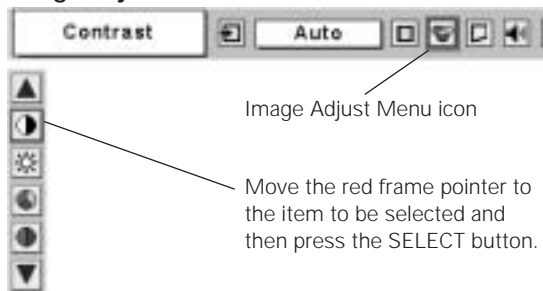 Contrast
Auto
Image Adjust Menu icon
Move the red frame pointer to
the item to be selected and
then press the SELECT button.